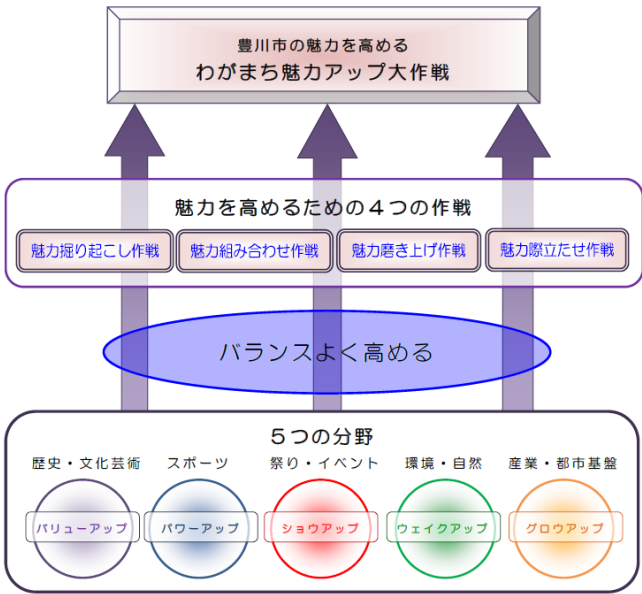 豊川市の魅力を高める
わがまち魅力アップ大作戦
魅力を高めるための４つの作戦
魅力掘り起こし作戦
魅力組み合わせ作戦
魅力磨き上げ作戦
魅力際立たせ作戦
バランスよく高める
５つの分野
歴史・文化芸術
スポーツ
祭り・イベント
環境・自然
産業・都市基盤
バリューアップ
パワーアップ
ショウアップ
ウェイクアップ
グロウアップ